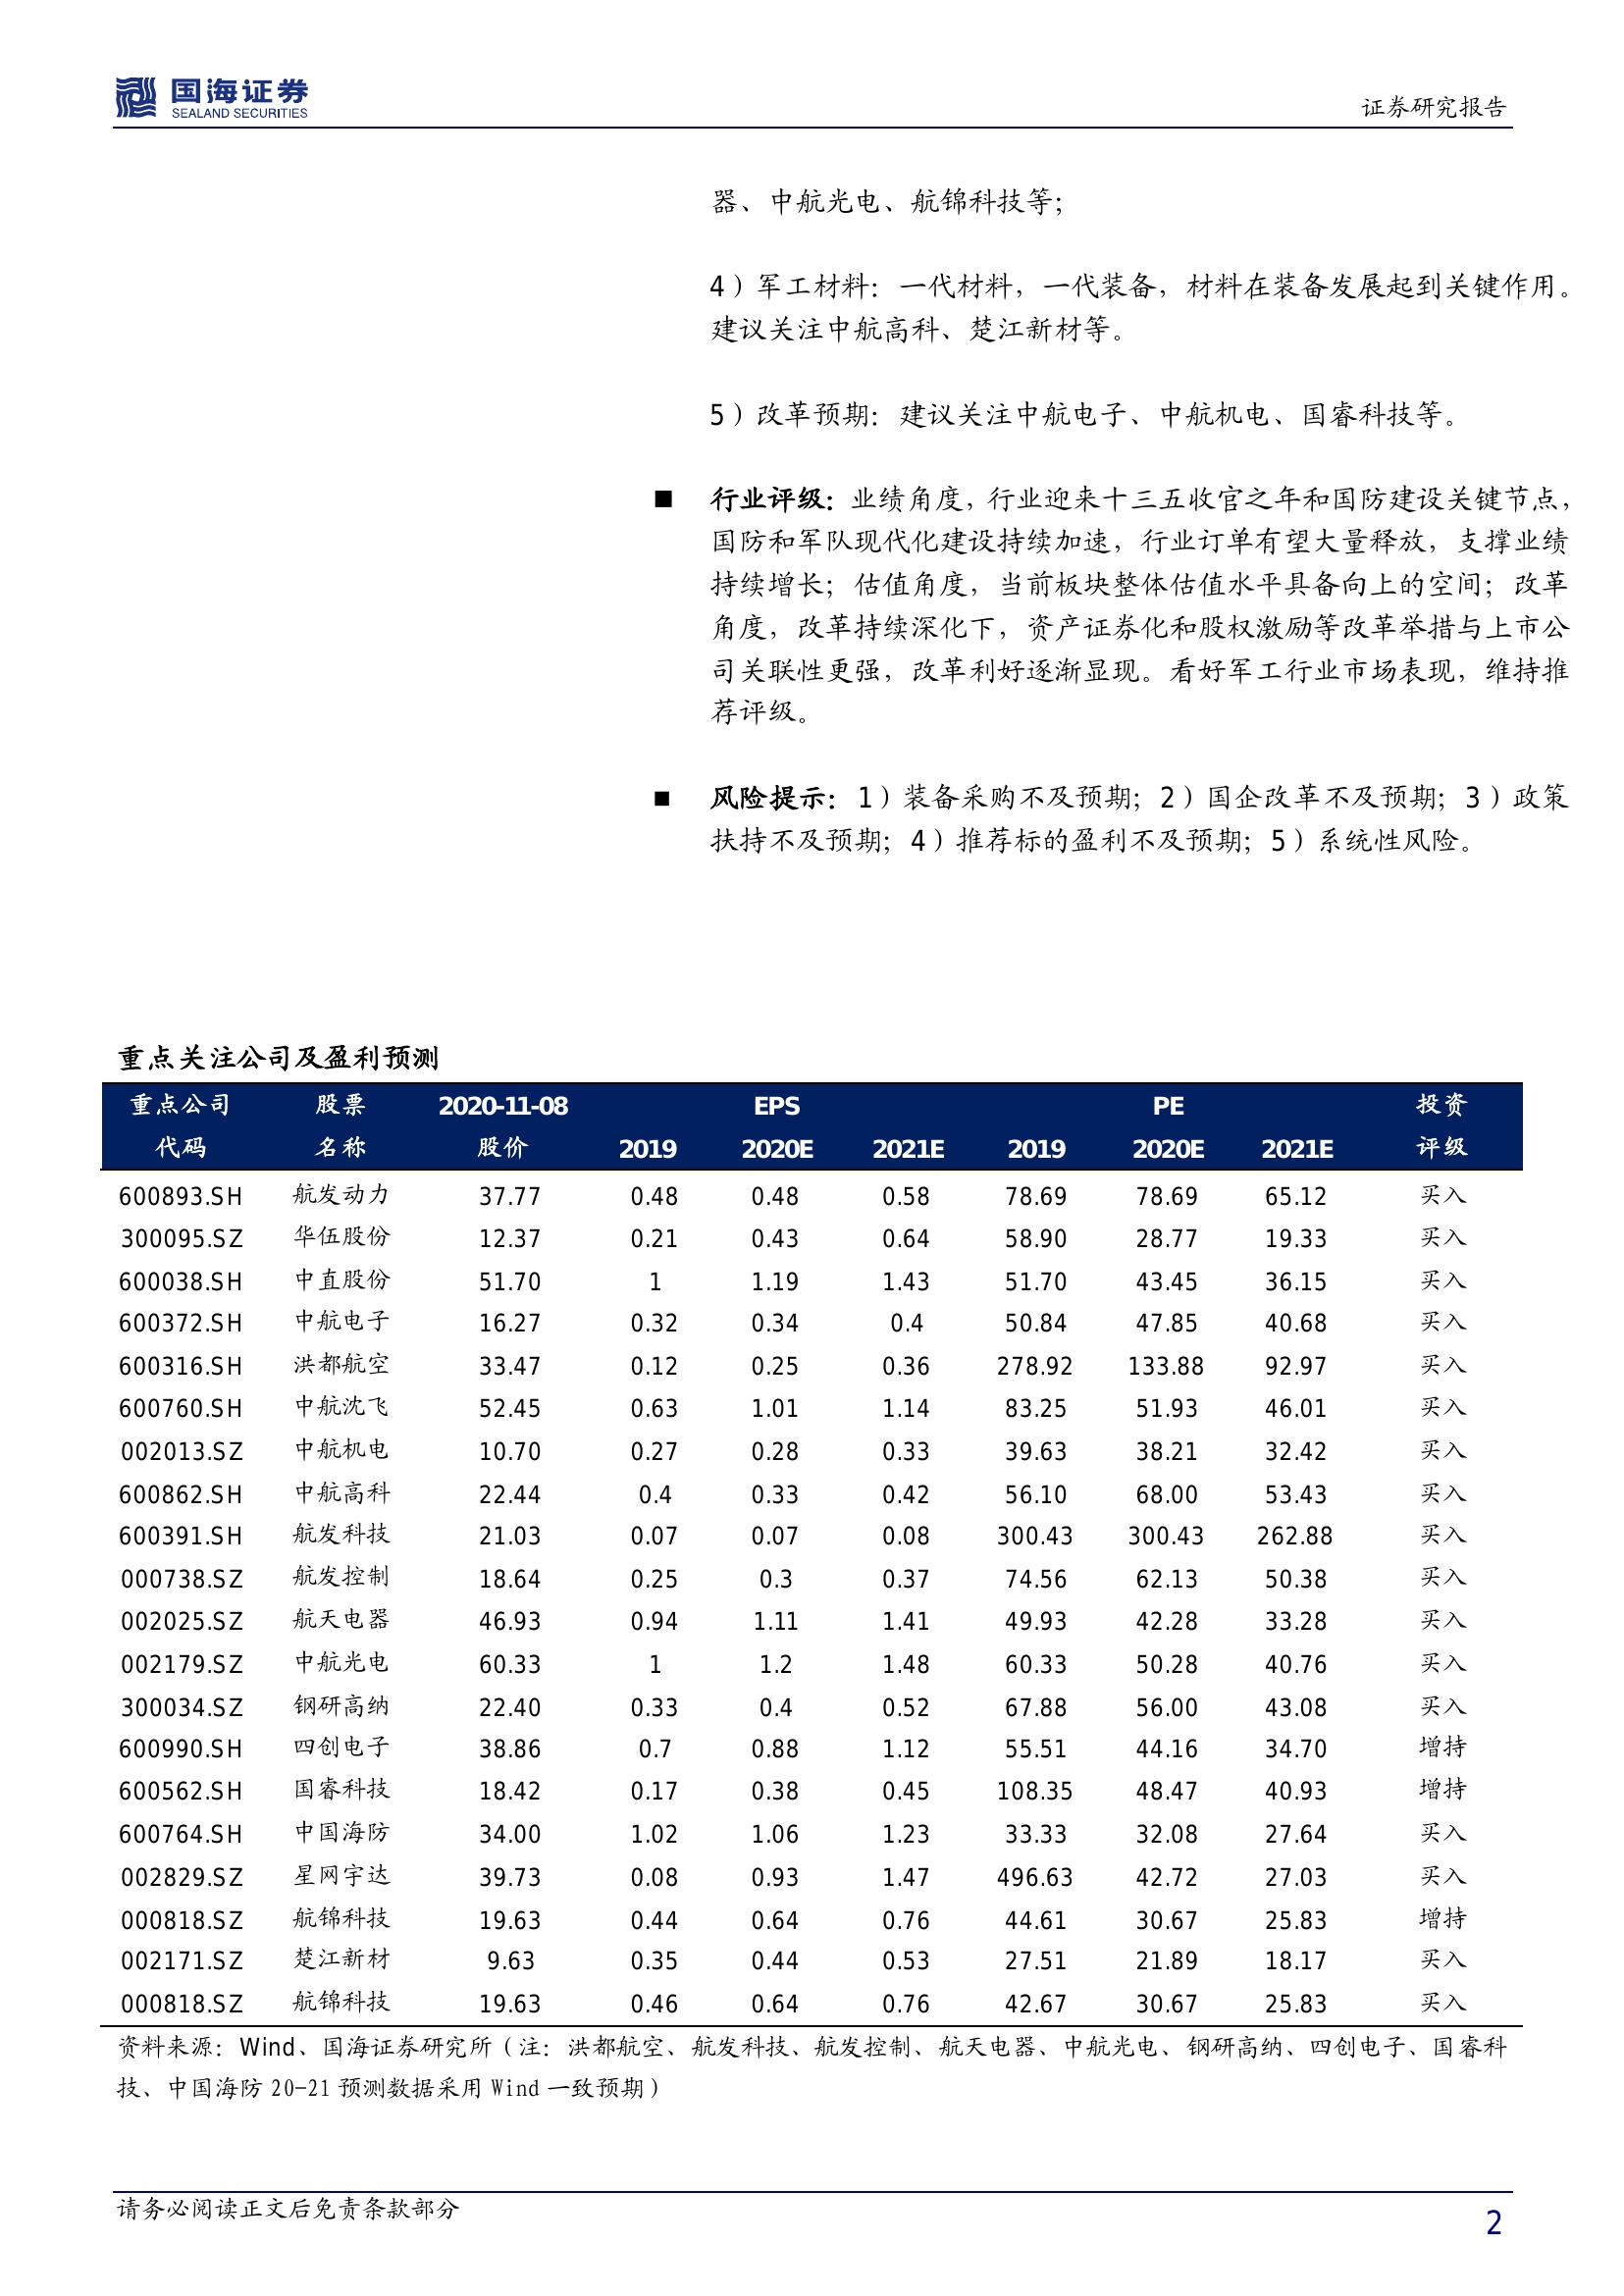 国海证券
SEALAND SECURITIES
证券研究报告
器、中航光电、航锦科技等；
4）军工材料：一代材料，一代装备，材料在装备发展起到关键作用。
建议关注中航高科、楚江新材等。
5）改革预期：建议关注中航电子、中航机电、国睿科技等。
■ 行业评级：业绩角度，行业迎来十三五收官之年和国防建设关键节点，
国防和军队现代化建设持续加速，行业订单有望大量释放，支撑业绩
持续增长；估值角度，当前板块整体估值水平具备向上的空间；改革
角度，改革持续深化下，资产证券化和股权激励等改革举措与上市公
司关联性更强，改革利好逐渐显现。看好军工行业市场表现，维持推
荐评级。
■ 风险提示：1）装备采购不及预期；2）国企改革不及预期；3）政策
扶持不及预期；4）推荐标的盈利不及预期；5）系统性风险。
重点关注公司及盈利预测
重点公司 股票 2020-11-08 EPS PE 投资
代码 名称 股价 2019 2020E 2021E 2019 2020E 2021E 评级
600893.SH 航发动力 37.77 0.48 0.48 0.58 78.69 78.69 65.12 买入
300095.SZ 华伍股份 12.37 0.21 0.43 0.64 58.90 28.77 19.33 买入
600038.SH 中直股份 51.70 1 1.19 1.43 51.70 43.45 36.15 买入
600372.SH 中航电子 16.27 0.32 0.34 0.4 50.84 47.85 40.68 买入
600316.SH 洪都航空 33.47 0.12 0.25 0.36 278.92 133.88 92.97 买入
600760.SH 中航沈飞 52.45 0.63 1.01 1.14 83.25 51.93 46.01 买入
002013.SZ 中航机电 10.70 0.27 0.28 0.33 39.63 38.21 32.42 买入
600862.SH 中航高科 22.44 0.4 0.33 0.42 56.10 68.00 53.43 买入
600391.SH 航发科技 21.03 0.07 0.07 0.08 300.43 300.43 262.88 买入
000738.SZ 航发控制 18.64 0.25 0.3 0.37 74.56 62.13 50.38 买入
002025.SZ 航天电器 46.93 0.94 1.11 1.41 49.93 42.28 33.28 买入
002179.SZ 中航光电 60.33 1 1.2 1.48 60.33 50.28 40.76 买入
300034.SZ 钢研高纳 22.40 0.33 0.4 0.52 67.88 56.00 43.08 买入
600990.SH 四创电子 38.86 0.7 0.88 1.12 55.51 44.16 34.70 增持
600562.SH 国睿科技 18.42 0.17 0.38 0.45 108.35 48.47 40.93 增持
600764.SH 中国海防 34.00 1.02 1.06 1.23 33.33 32.08 27.64 买入
002829.SZ 星网宇达 39.73 0.08 0.93 1.47 496.63 42.72 27.03 买入
000818.SZ 航锦科技 19.63 0.44 0.64 0.76 44.61 30.67 25.83 增持
002171.SZ 楚江新材 9.63 0.35 0.44 0.53 27.51 21.89 18.17 买入
000818.SZ 航锦科技 19.63 0.46 0.64 0.76 42.67 30.67 25.83 买入
资料来源：Wind、国海证券研究所（注：洪都航空、航发科技、航发控制、航天电器、中航光电、钢研高纳、四创电子、国睿科
技、中国海防 20-21 预测数据采用 Wind 一致预期）
请务必阅读正文后免责条款部分
2